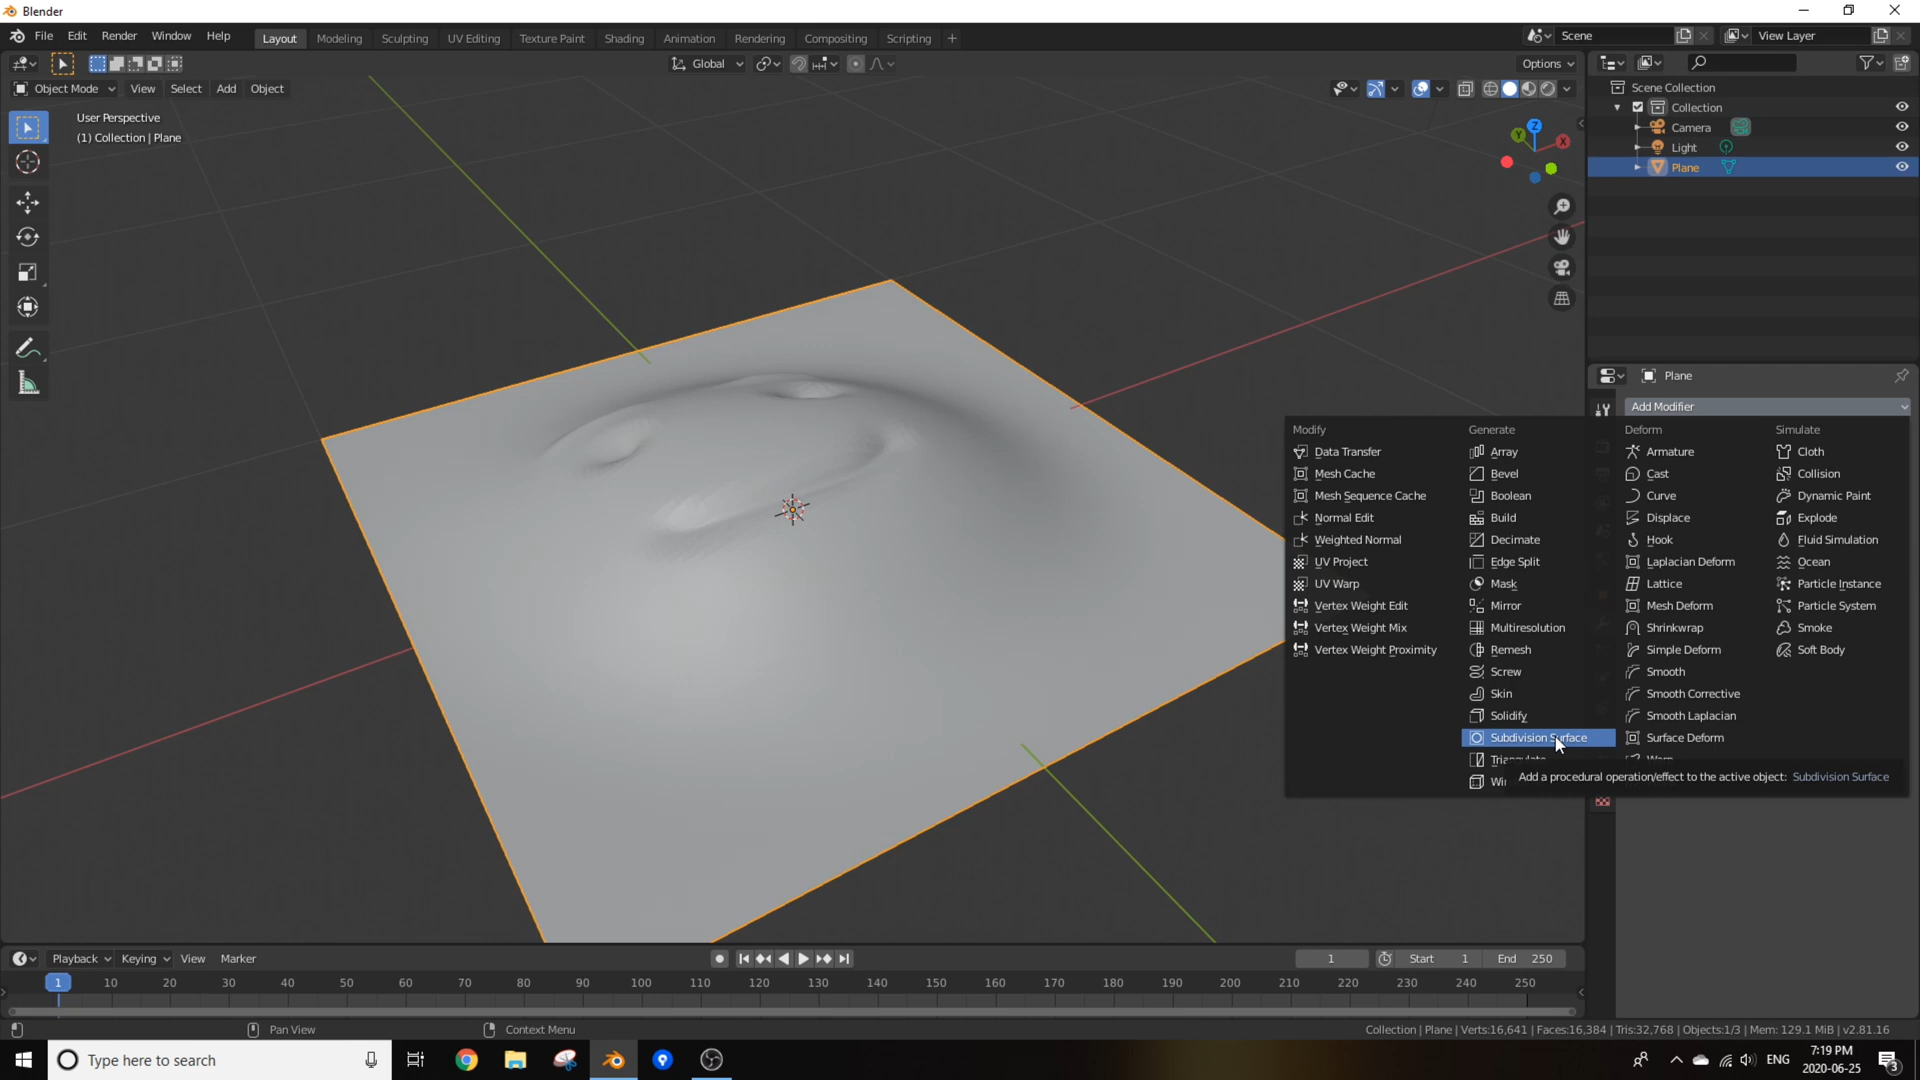 Blender
File Edit Render Window Help Layout Modeling Sculpting UV Editing Texture Paint Shading Animation Rendering Compositing Scripting + Scene View Layer
Global Options
Object Mode View Select Add Object
User Perspective
(1) Collection | Plane
Z
Y
X
Scene Collection
Collection
Camera
Light
Plane
Plane
Add Modifier
Modify Generate Deform Simulate
Data Transfer Array Armature Cloth
Mesh Cache Bevel Cast Collision
Mesh Sequence Cache Boolean Curve Dynamic Paint
Normal Edit Build Displace Explode
Weighted Normal Decimate Hook Fluid Simulation
UV Project Edge Split Laplacian Deform Ocean
UV Warp Mask Lattice Particle Instance
Vertex Weight Edit Mirror Mesh Deform Particle System
Vertex Weight Mix Multiresolution Shrinkwrap Smoke
Vertex Weight Proximity Remesh Simple Deform Soft Body
Screw Smooth
Skin Smooth Corrective
Solidify Smooth Laplacian
Subdivision Surface Surface Deform
Add a procedural operation/effect to the active object: Subdivision Surface
Playback Keying View Marker 1 Start 1 End 250
1 10 20 30 40 50 60 70 80 90 100 110 120 130 140 150 160 170 180 190 200 210 220 230 240 250
Pan View Context Menu Collection | Plane | Verts:16,641 | Faces:16,384 | Tris:32,768 | Objects:1/3 | Mem: 129.1 MiB | v2.81.16
Type here to search ENG 7:19 PM
2020-06-25 3